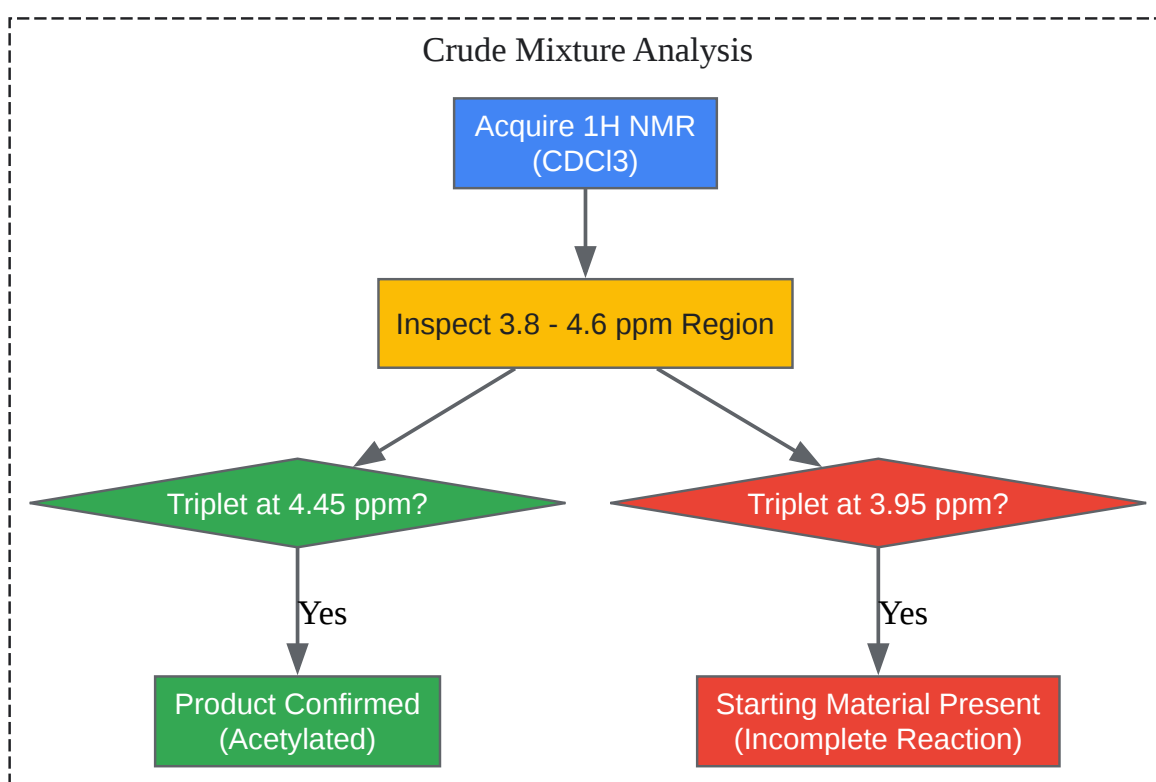 Crude Mixture Analysis
Acquire 1H NMR
(CDCl3)
Inspect 3.8 - 4.6 ppm Region
Triplet at 4.45 ppm?
Triplet at 3.95 ppm?
Yes
Yes
Product Confirmed
(Acetylated)
Starting Material Present
(Incomplete Reaction)